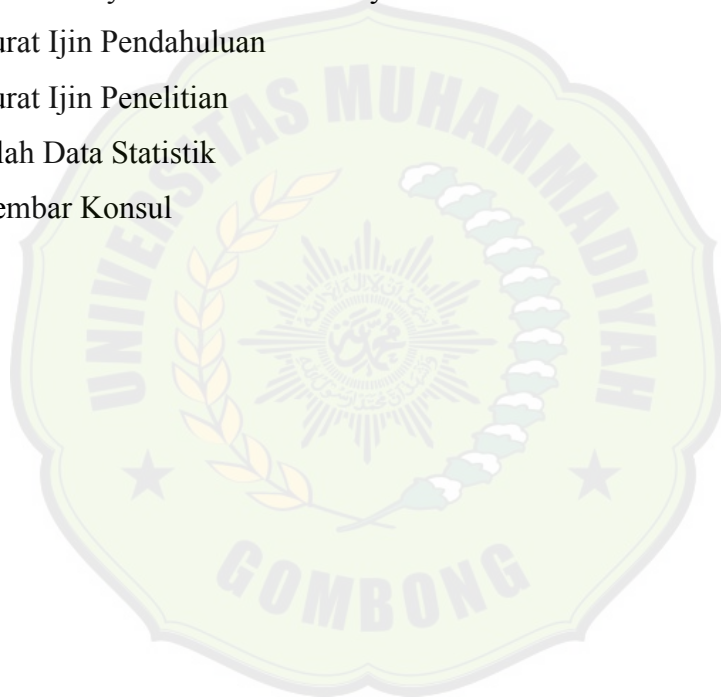 urat Ijin Pendahuluan
urat Ijin Penelitian
lah Data Statistik
embar Konsul
UNIVERSITAS MUHAMMADIYAH
GOMBONG